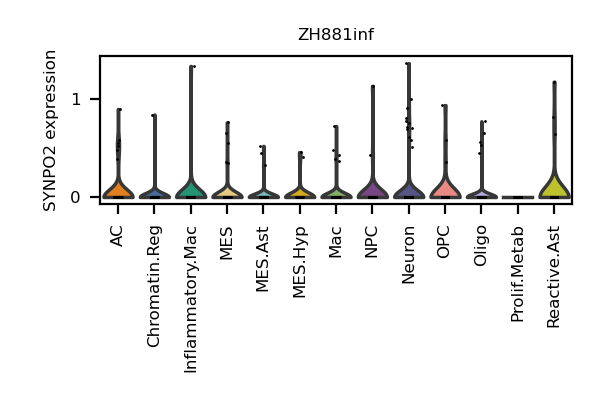 ZH881inf
SYNPO2 expression
1
0
AC
Chromatin.Reg
Inflammatory.Mac
MES
MES.Ast
MES.Hyp
Mac
NPC
Neuron
OPC
Oligo
Prolif.Metab
Reactive.Ast